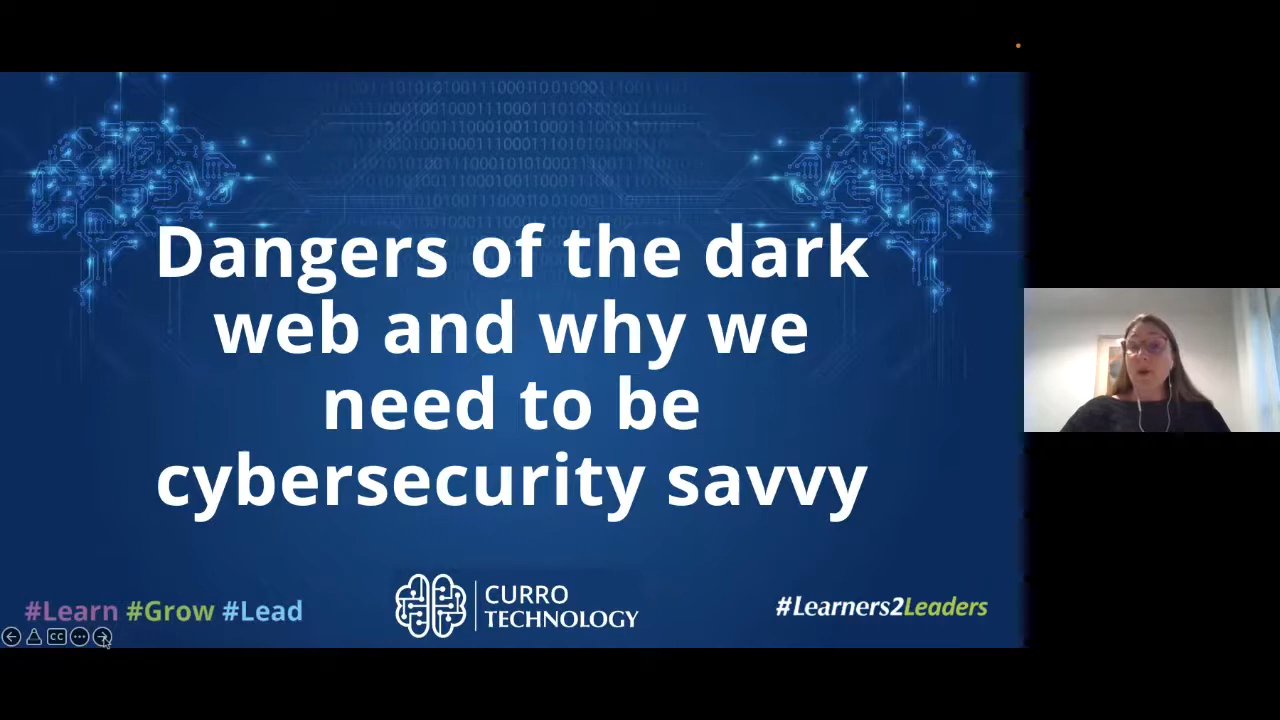 Dangers of the dark
web and why we
need to be
cybersecurity savvy
#Learn #Grow #Lead
CURRO
TECHNOLOGY
#Learners2Leaders
CC